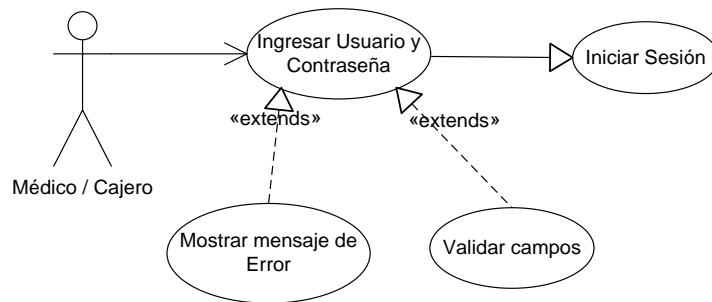 Ingresar Usuario y
Contraseña
Iniciar Sesión
«extends»
«extends»
Médico / Cajero
Mostrar mensaje de
Error
Validar campos